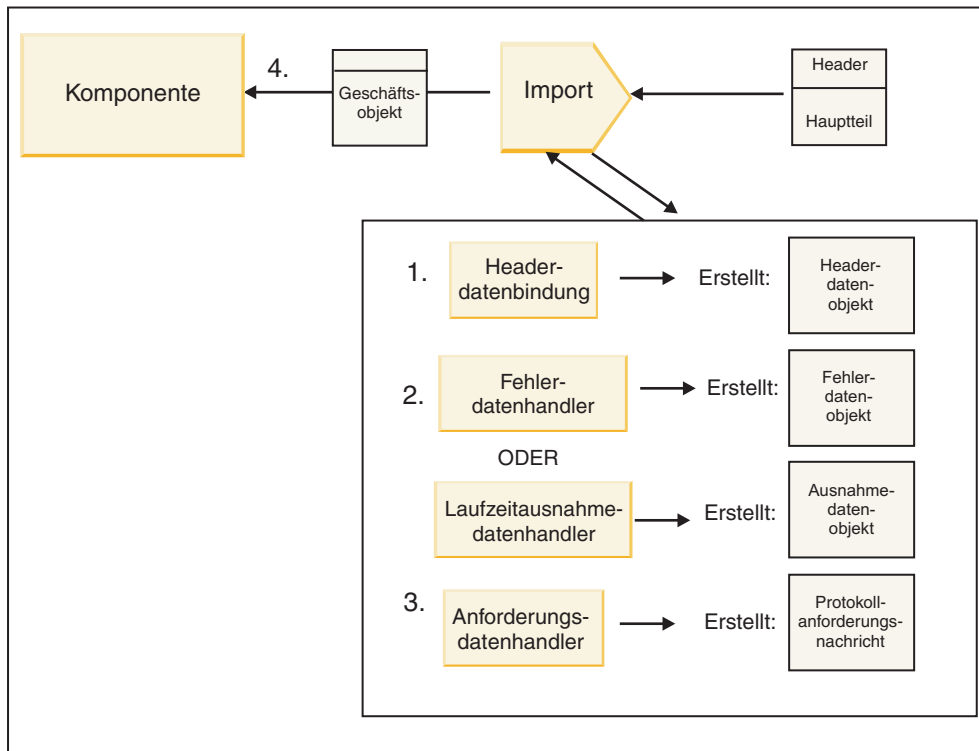 Komponente
4.
Geschäfts-
objekt
Import
Header
Hauptteil
1.
Header-
datenbindung
Erstellt:
Header-
daten-
objekt
2.
Fehler-
datenhandler
Erstellt:
Fehler-
daten-
objekt
ODER
Laufzeitausnahme-
datenhandler
Erstellt:
Ausnahme-
daten-
objekt
3.
Anforderungs-
datenhandler
Erstellt:
Protokoll-
anforderungs-
nachricht